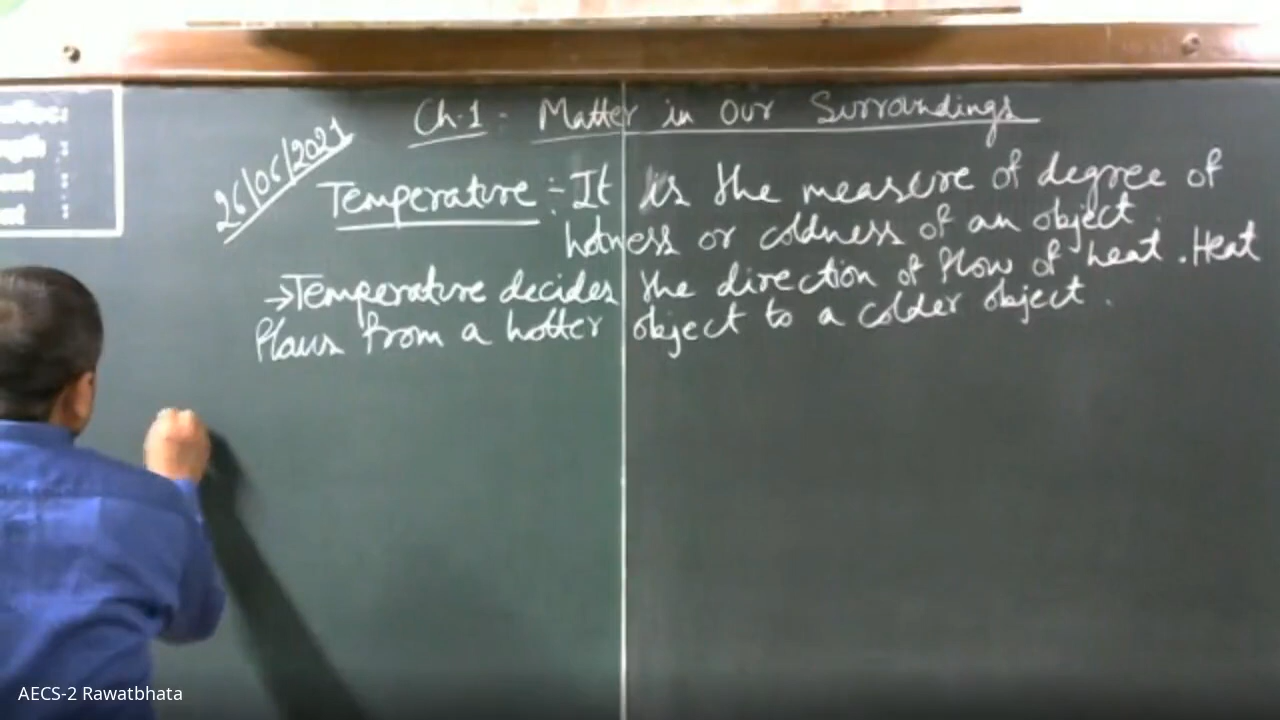 Ch.1 - Matter in Our Surroundings
26/06/2021
Temperature :- It is the measure of degree of
hotness or coldness of an object.
→Temperature decides the direction of flow of heat. Heat
flows from a hotter object to a colder object.
AECS-2 Rawatbhata